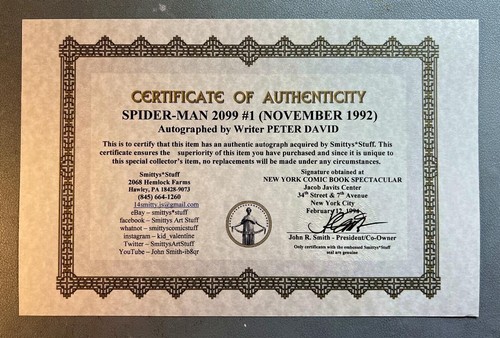 CERTIFICATE OF AUTHENTICITY
SPIDER-MAN 2099 #1 (NOVEMBER 1992)
Autographed by Writer PETER DAVID
This is to certify that this item has an authentic autograph acquired by Smittys*Stuff. This
certificate ensures the superiority of this item you have purchased and since it is unique to
this special collector's item, no replacements will be made under any circumstances.
Smittys*Stuff
2068 Hemlock Farms
Hawley, PA 18428-9073
(845) 664-1260
14smitty.js@gmail.com
eBay – smittys*stuff
facebook – Smittys Art Stuff
whatnot – smittyscomicstuff
instagram – kid_valentine
Twitter – SmittysArtStuff
YouTube – John Smith-ib8qr
Signature obtained at
NEW YORK COMIC BOOK SPECTACULAR
Jacob Javits Center
34th Street & 7th Avenue
New York City
February
John R. Smith - President/Co-Owner
Only certificates with the embossed Smittys*Stuff
seal are genuine